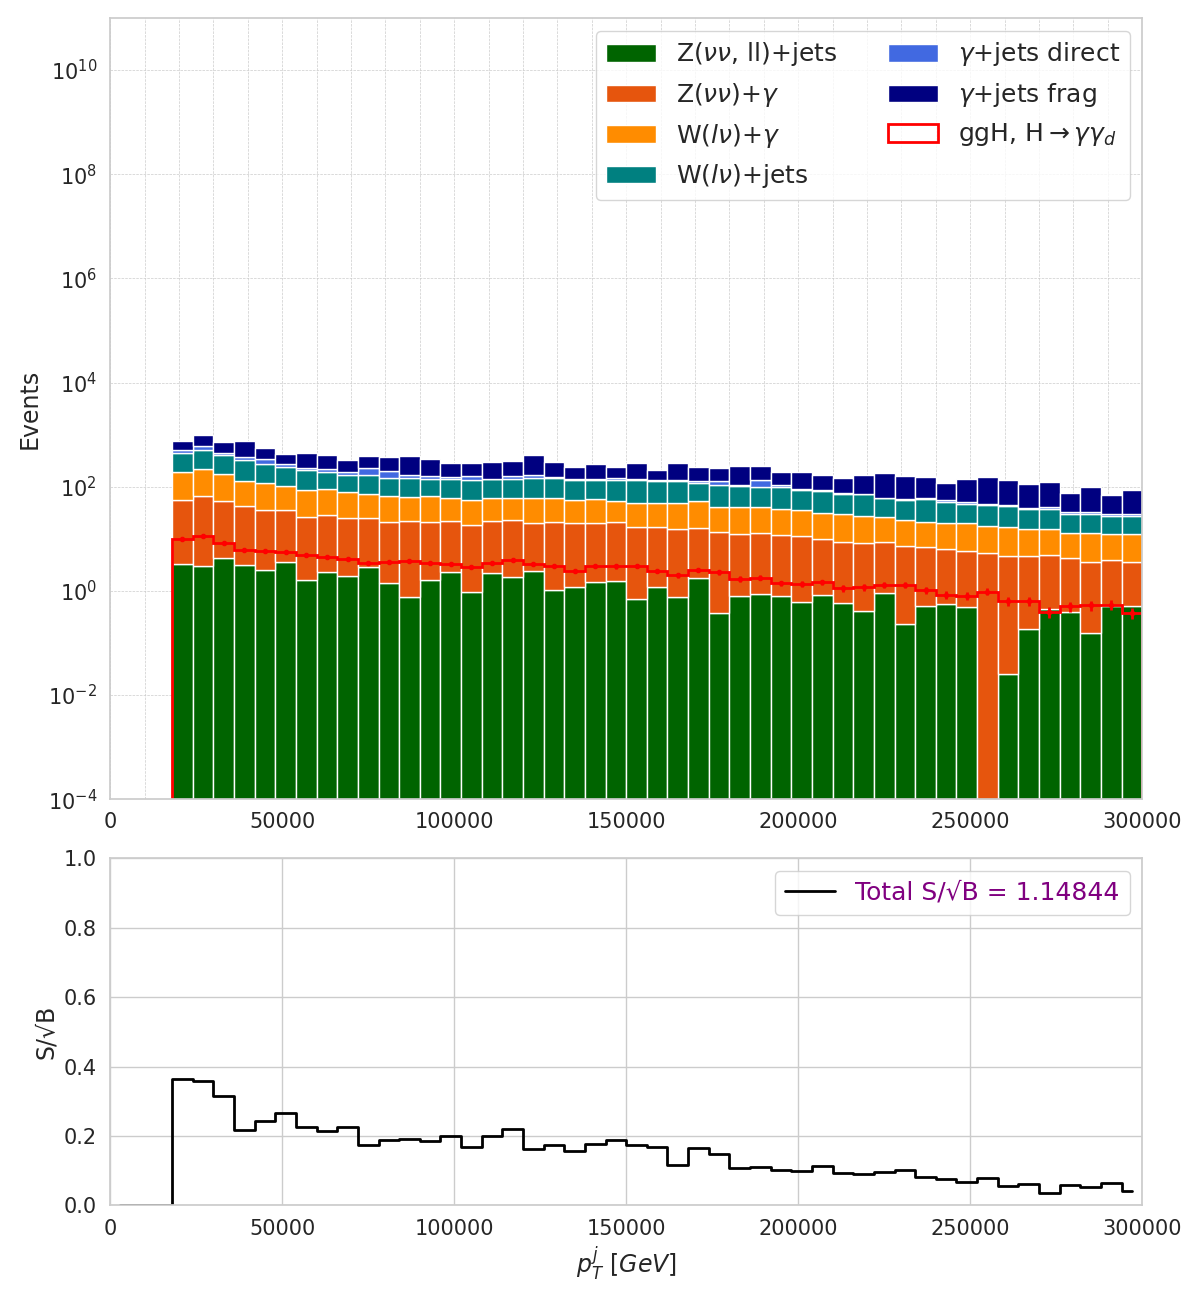 Z(νν, ll)+jets
Z(νν)+γ
W(lν)+γ
W(lν)+jets
γ+jets direct
γ+jets frag
ggH, H→γγ_d
Events
10^10
10^8
10^6
10^4
10^2
10^0
10^−2
10^−4
0 50000 100000 150000 200000 250000 300000
Total S/√B = 1.14844
S/√B
1.0
0.8
0.6
0.4
0.2
0.0
0 50000 100000 150000 200000 250000 300000
p_T^j [GeV]